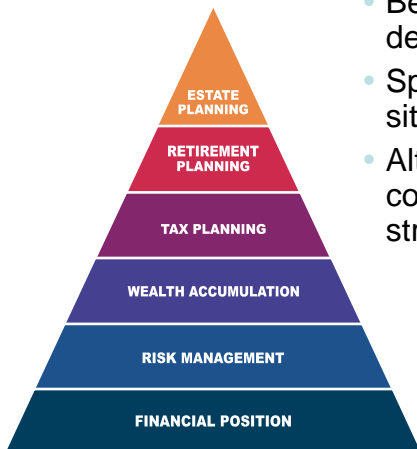 ESTATE
PLANNING
RETIREMENT
PLANNING
TAX PLANNING
WEALTH ACCUMULATION
RISK MANAGEMENT
FINANCIAL POSITION